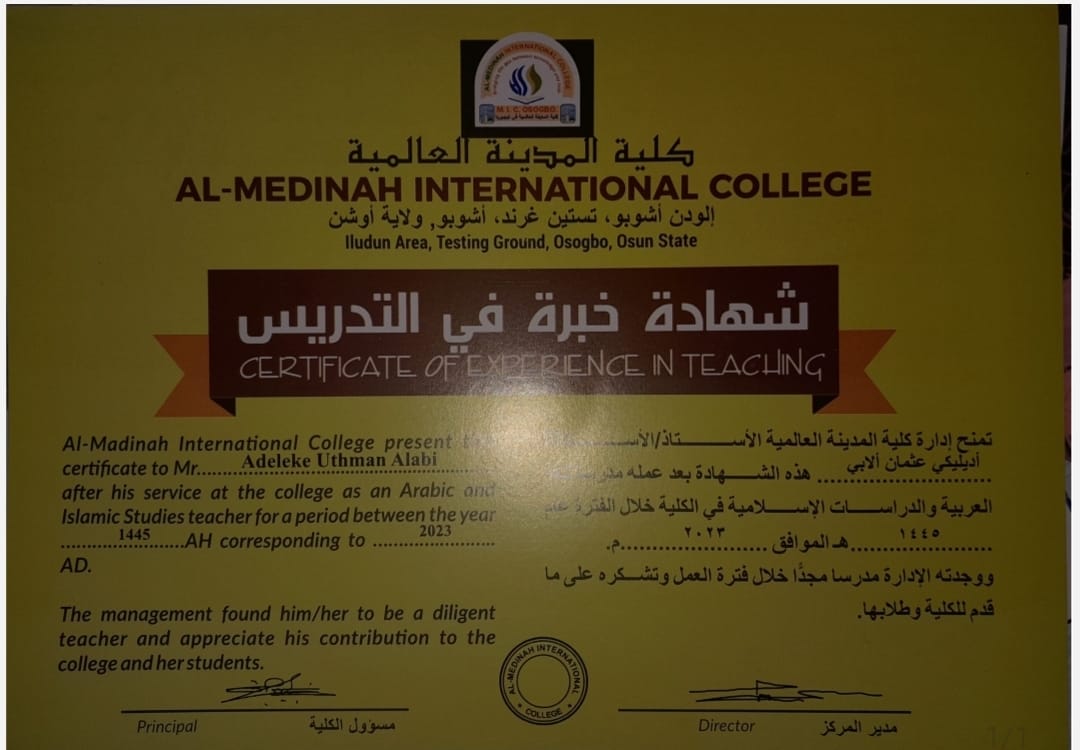 AL-MEDINAH INTERNATIONAL COLLEGE
M. I. C. OSOGBO.
كلية المدينة العالمية
AL-MEDINAH INTERNATIONAL COLLEGE
إلودن أشوبو، تستين غرند، أشوبو, ولاية أوشن
Iludun Area, Testing Ground, Osogbo, Osun State
شهادة خبرة في التدريس
CERTIFICATE OF EXPERIENCE IN TEACHING
Al-Madinah International College present
certificate to Mr....... Adeleke Uthman Alabi
after his service at the college as an Arabic and
Islamic Studies teacher for a period between the year
1445 AH corresponding to 2023
AD.
The management found him/her to be a diligent
teacher and appreciate his contribution to the
college and her students.
تمنح إدارة كلية المدينة العالمية الأستاذ/
أديليكي عثمان ألابي هذه الشهادة بعد عمله
العربية والدراسات الإسلامية في الكلية خلال الفترة عام
١٤٤٥ هـ الموافق ٢٠٢٣ م.
ووجدته الإدارة مدرسا مجدًّا خلال فترة العمل وتشكره على ما
قدم للكلية وطلابها.
AL-MEDINAH INTERNATIONAL
COLLEGE
Principal مسؤول الكلية
Director مدير المركز